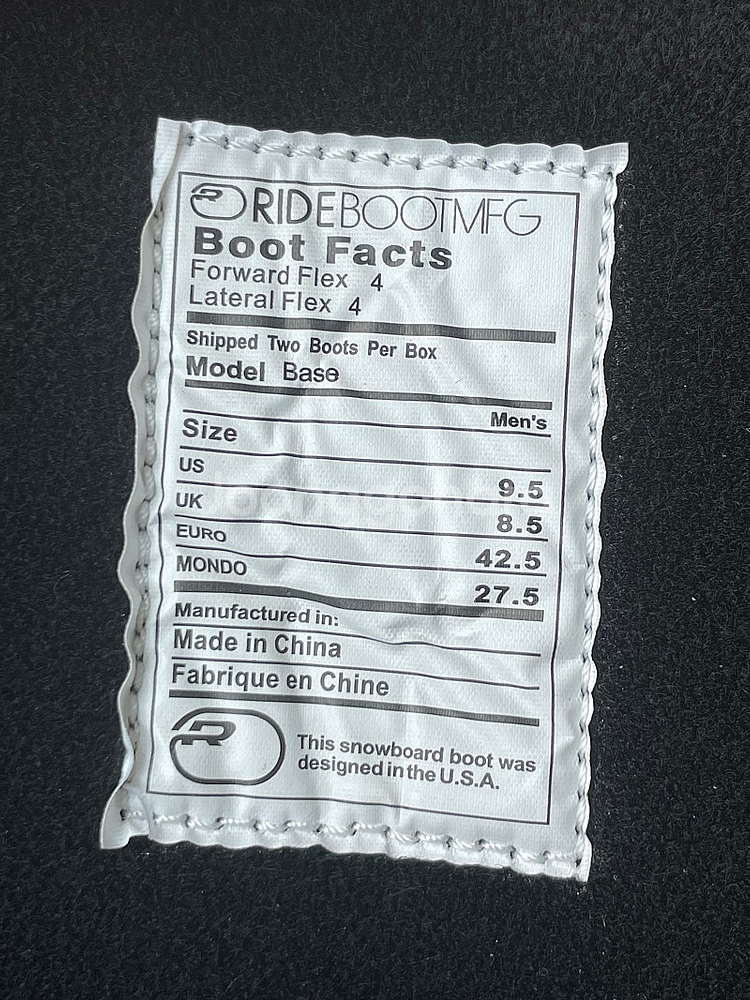 RIDEBOOTMFG
Boot Facts
Forward Flex 4
Lateral Flex 4
Shipped Two Boots Per Box
Model Base
Men's
Size
US 9.5
UK 8.5
EURO 42.5
MONDO 27.5
Manufactured in:
Made in China
Fabrique en Chine
R
This snowboard boot was
designed in the U.S.A.